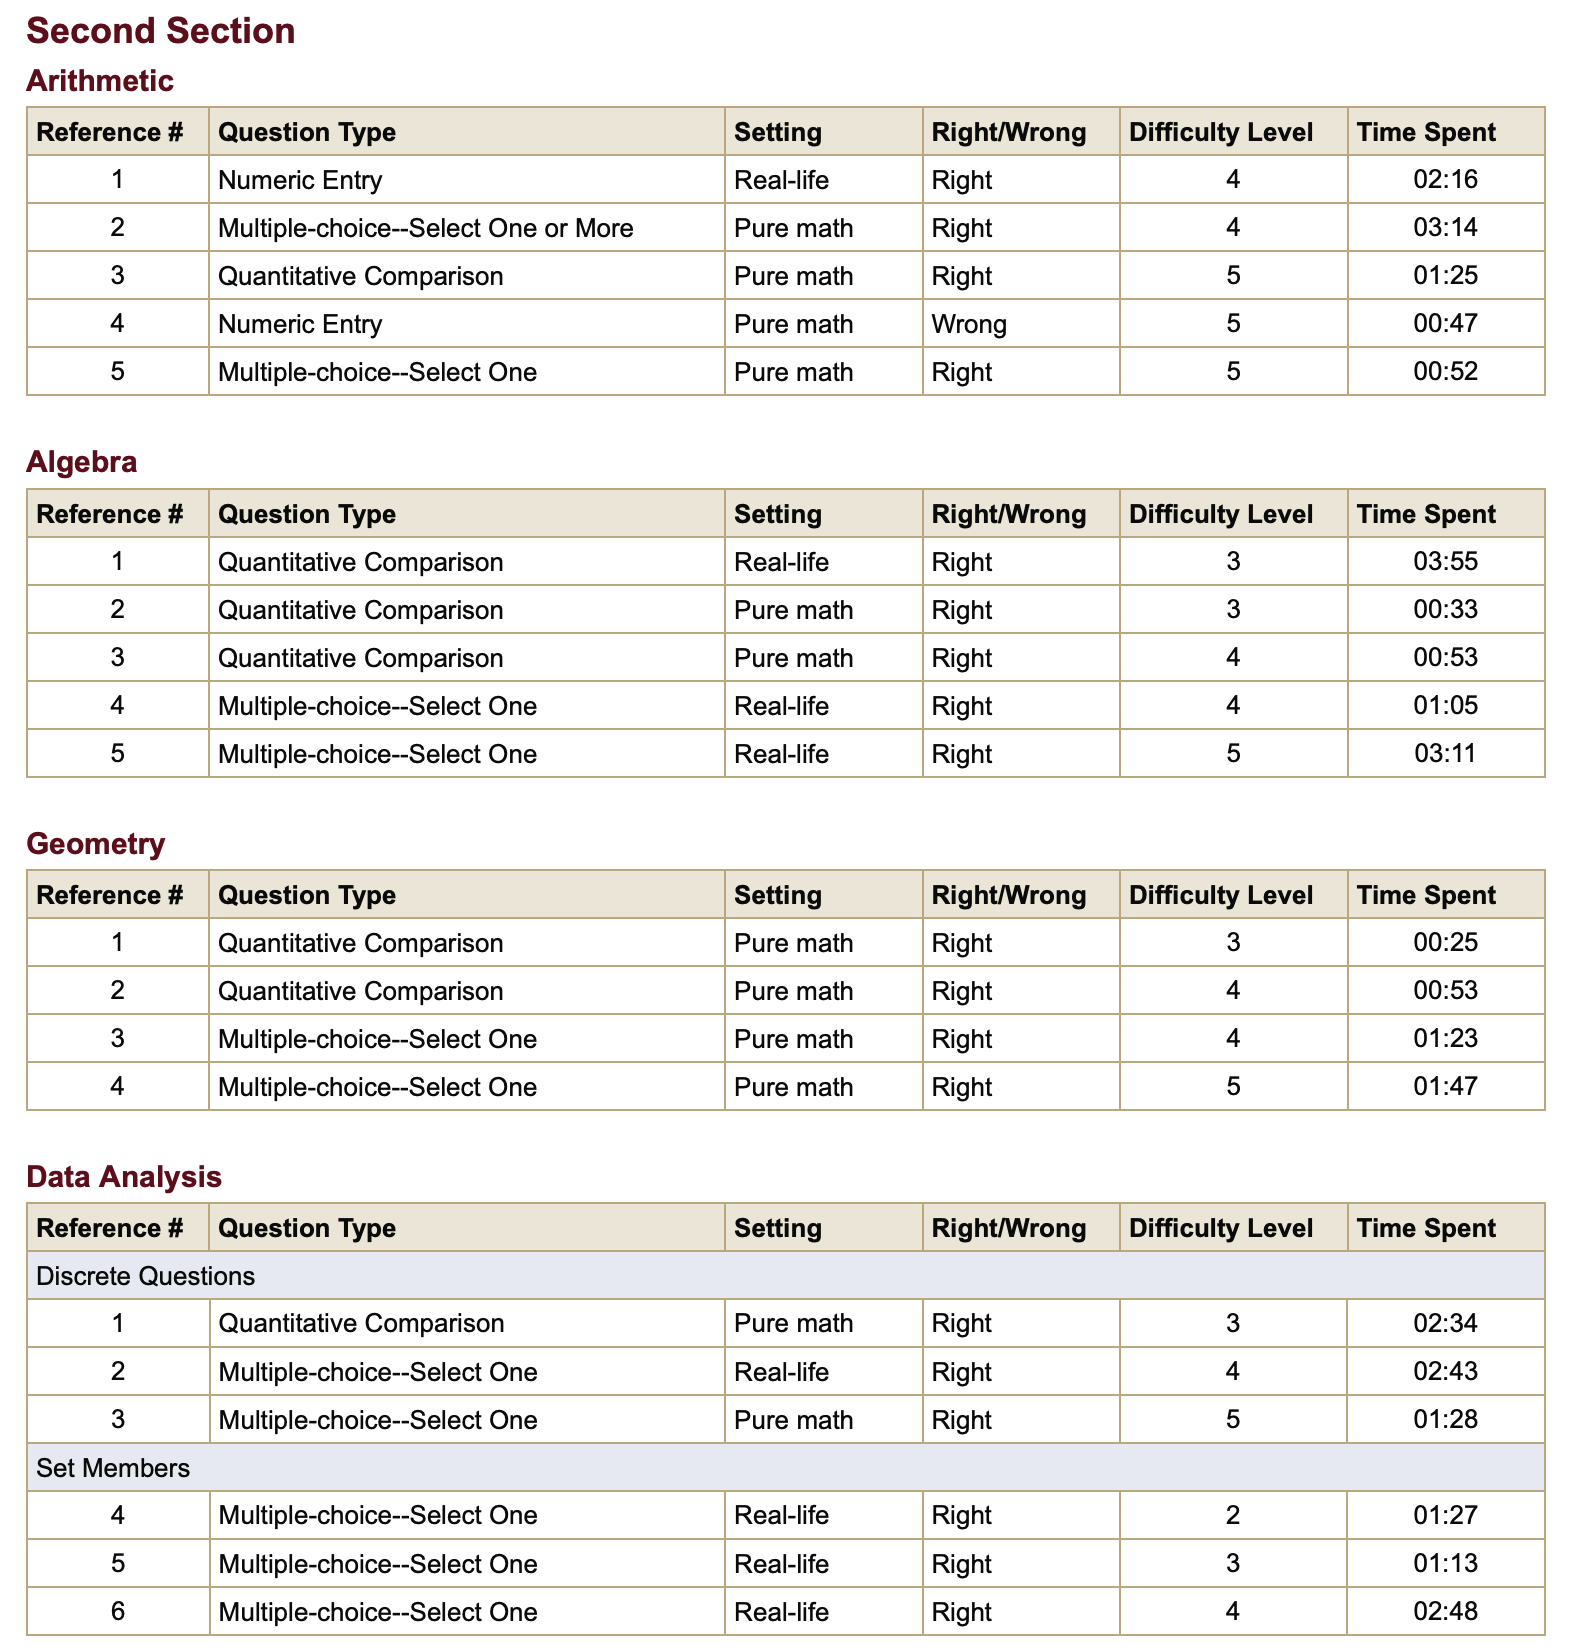 Second Section
Arithmetic
Reference # Question Type Setting Right/Wrong Difficulty Level Time Spent
1 Numeric Entry Real-life Right 4 02:16
2 Multiple-choice--Select One or More Pure math Right 4 03:14
3 Quantitative Comparison Pure math Right 5 01:25
4 Numeric Entry Pure math Wrong 5 00:47
5 Multiple-choice--Select One Pure math Right 5 00:52
Algebra
Reference # Question Type Setting Right/Wrong Difficulty Level Time Spent
1 Quantitative Comparison Real-life Right 3 03:55
2 Quantitative Comparison Pure math Right 3 00:33
3 Quantitative Comparison Pure math Right 4 00:53
4 Multiple-choice--Select One Real-life Right 4 01:05
5 Multiple-choice--Select One Real-life Right 5 03:11
Geometry
Reference # Question Type Setting Right/Wrong Difficulty Level Time Spent
1 Quantitative Comparison Pure math Right 3 00:25
2 Quantitative Comparison Pure math Right 4 00:53
3 Multiple-choice--Select One Pure math Right 4 01:23
4 Multiple-choice--Select One Pure math Right 5 01:47
Data Analysis
Reference # Question Type Setting Right/Wrong Difficulty Level Time Spent
Discrete Questions
1 Quantitative Comparison Pure math Right 3 02:34
2 Multiple-choice--Select One Real-life Right 4 02:43
3 Multiple-choice--Select One Pure math Right 5 01:28
Set Members
4 Multiple-choice--Select One Real-life Right 2 01:27
5 Multiple-choice--Select One Real-life Right 3 01:13
6 Multiple-choice--Select One Real-life Right 4 02:48